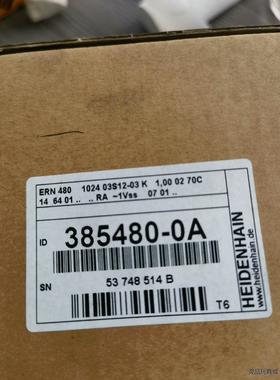 ERN 480 1024 03S12-03 K 1,00 02 70C
14 64 01 .. .. RA ~1Vss 07 01 ..
ID 385480-0A
SN 53 748 514 B
T6
HEIDENHAIN
www.heidenhain.de